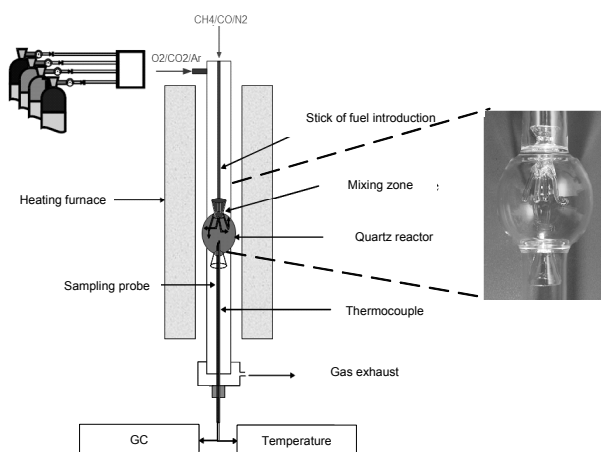 CH4/CO/N2
O2/CO2/Ar
Stick of fuel introduction
Mixing zone
Heating furnace
Quartz reactor
Sampling probe
Thermocouple
Gas exhaust
GC
Temperature